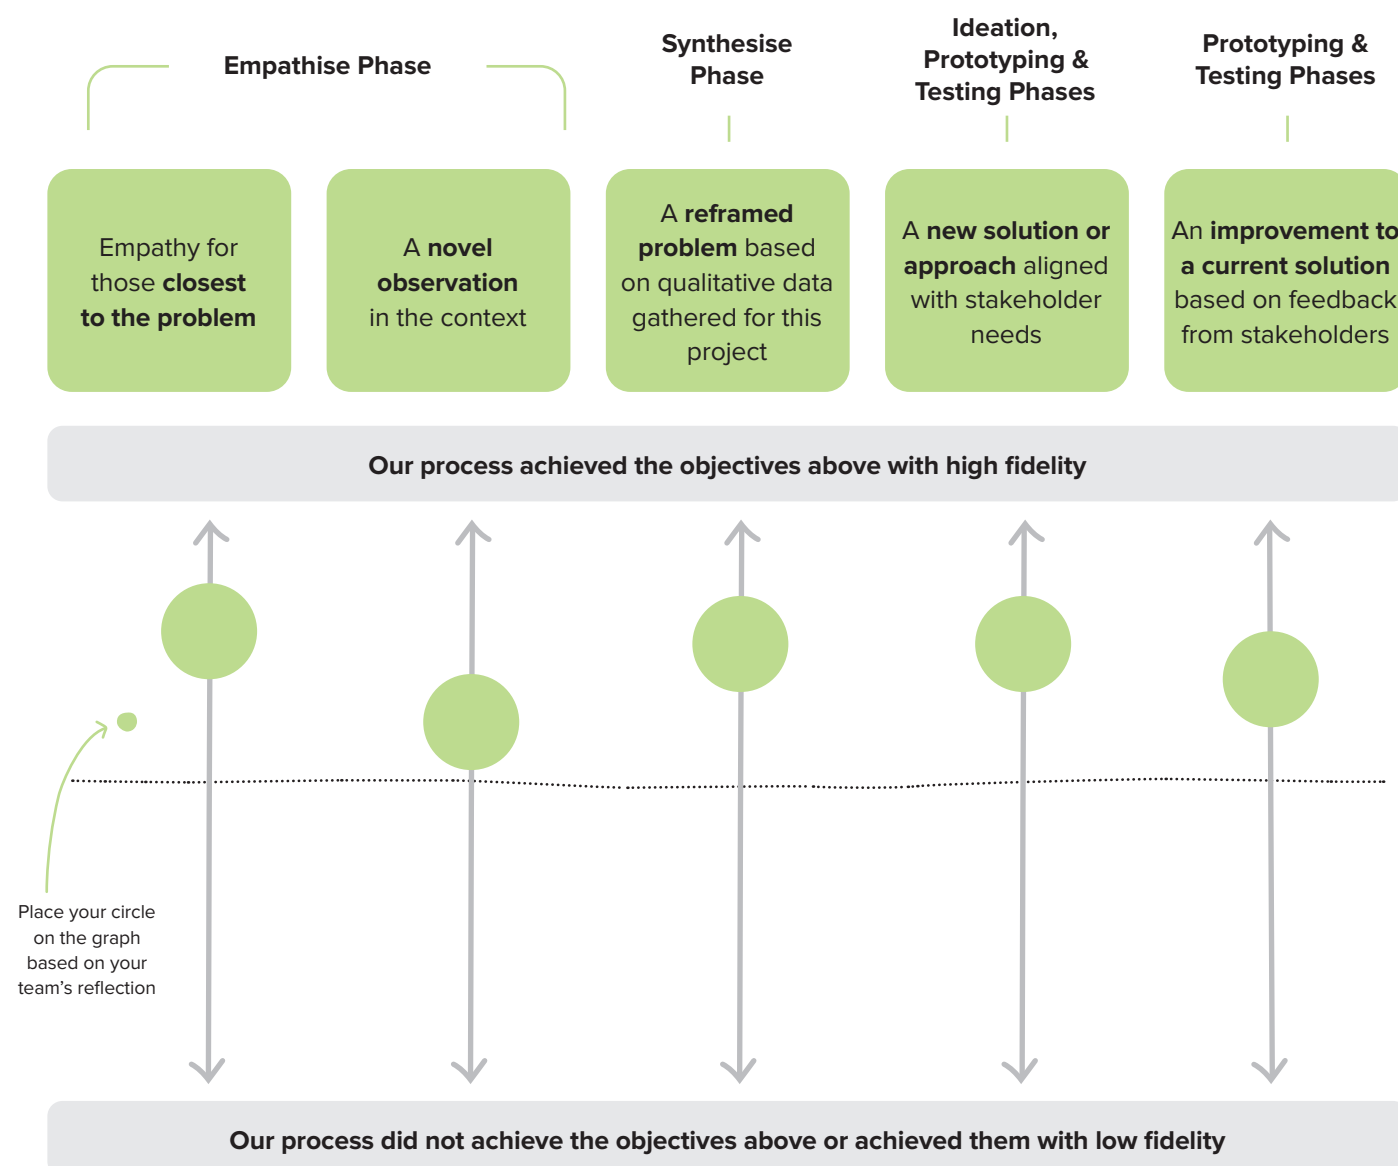 Empathise Phase
Synthesise
Phase
Ideation,
Prototyping &
Testing Phases
Prototyping &
Testing Phases
Empathy for
those closest
to the problem
A novel
observation
in the context
A reframed
problem based
on qualitative data
gathered for this
project
A new solution or
approach aligned
with stakeholder
needs
An improvement to
a current solution
based on feedback
from stakeholders
Our process achieved the objectives above with high fidelity
Place your circle
on the graph
based on your
team’s reflection
Our process did not achieve the objectives above or achieved them with low fidelity